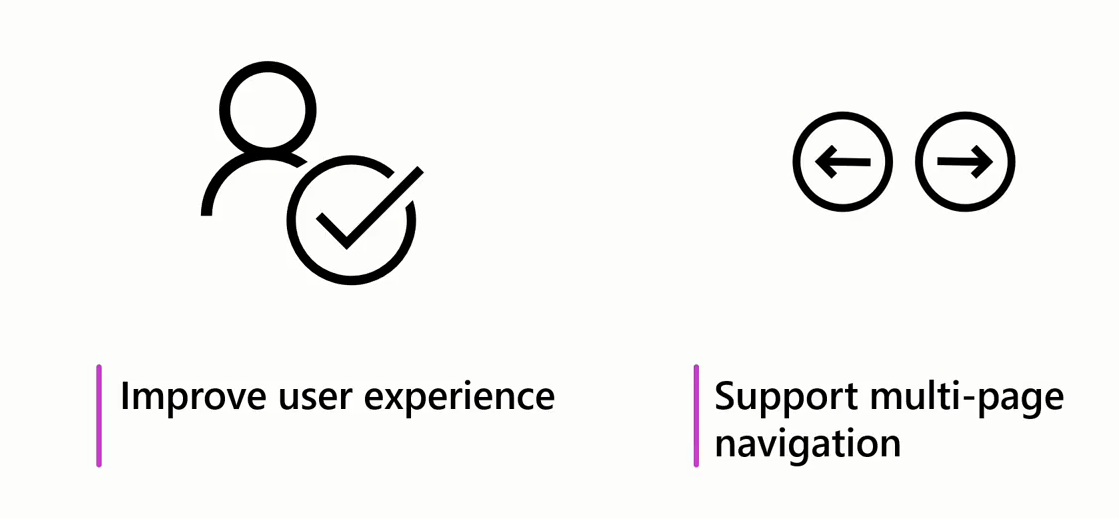 Improve user experience
Support multi-page
navigation